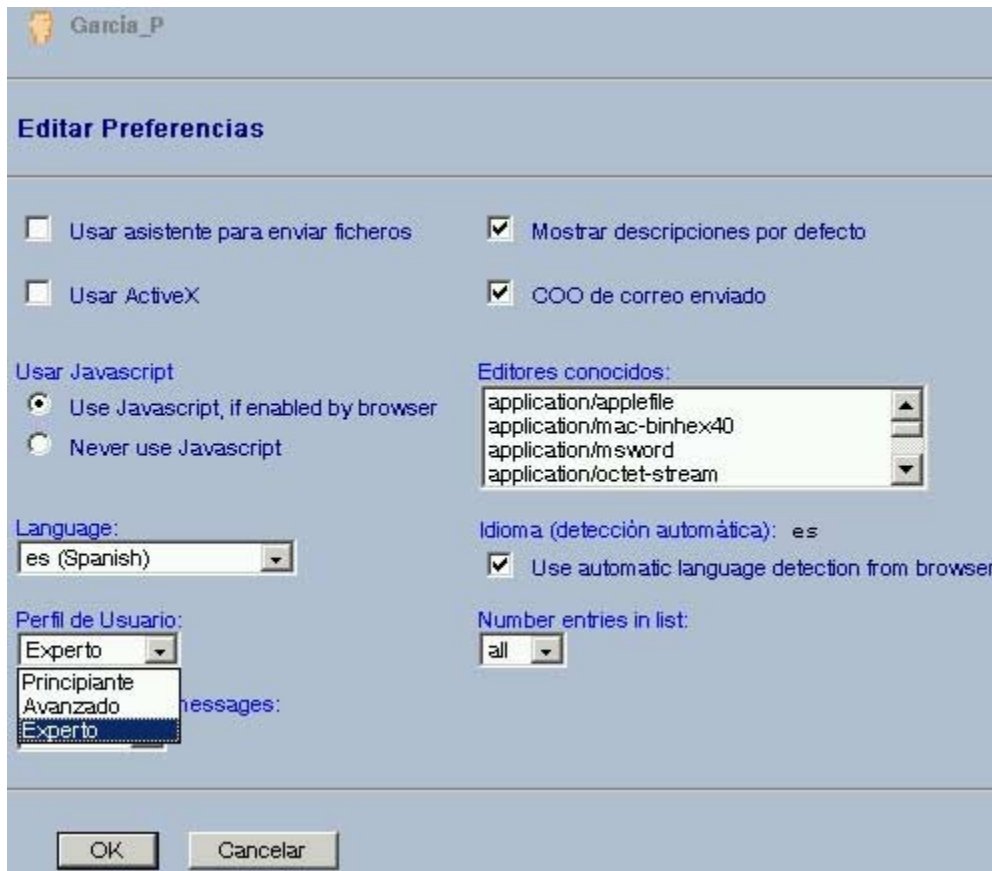 Garcia_P
Editar Preferencias
Usar asistente para enviar ficheros
Mostrar descripciones por defecto
Usar ActiveX
COO de correo enviado
Usar Javascript
Use Javascript, if enabled by browser
Never use Javascript
Editores conocidos:
application/applefile
application/mac-binhex40
application/msword
application/octet-stream
Language:
es (Spanish)
Idioma (detección automática): es
Use automatic language detection from browser
Perfil de Usuario:
Experto
Principiante
Avanzado
Experto
Number entries in list:
all
messages:
OK
Cancelar